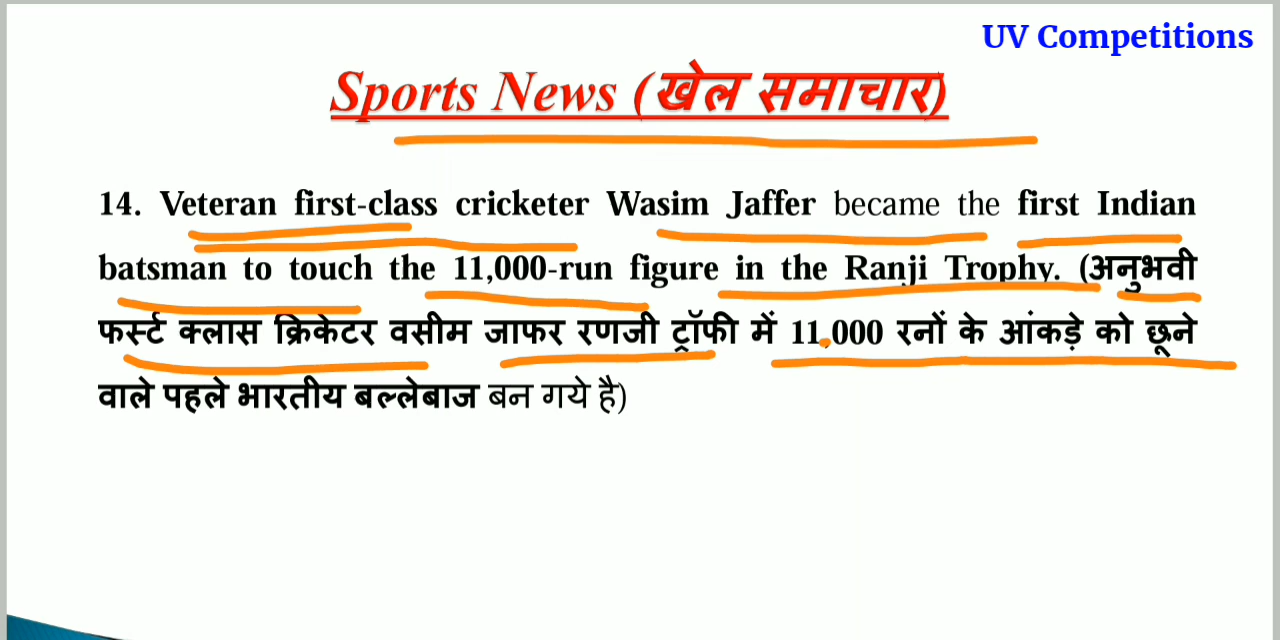 UV Competitions
Sports News (खेल समाचार)
14. Veteran first-class cricketer Wasim Jaffer became the first Indian
batsman to touch the 11,000-run figure in the Ranji Trophy. (अनुभवी
फर्स्ट क्लास क्रिकेटर वसीम जाफर रणजी ट्रॉफी में 11,000 रनों के आंकड़े को छूने
वाले पहले भारतीय बल्लेबाज बन गये है)